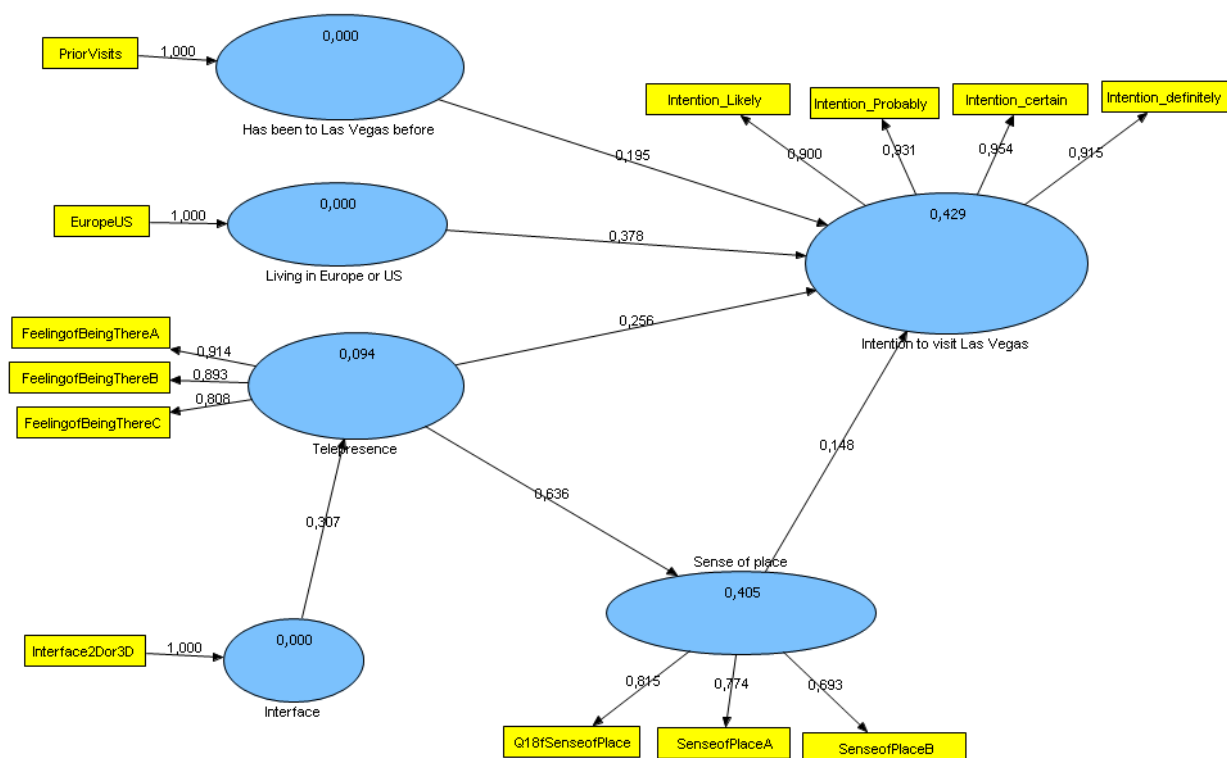 PriorVisits
1,000
0,000
Has been to Las Vegas before
0,195
Intention_Likely
Intention_Probably
Intention_certain
Intention_definitely
0,900
0,931
0,954
0,915
0,429
Intention to visit Las Vegas
EuropeUS
1,000
0,000
Living in Europe or US
0,378
FeelingofBeingThereA
FeelingofBeingThereB
FeelingofBeingThereC
0,914
0,893
0,808
0,094
Telepresence
0,256
0,636
0,307
0,148
Interface2Dor3D
1,000
0,000
Interface
Sense of place
0,405
0,815
0,774
0,693
Q18fSenseofPlace
SenseofPlaceA
SenseofPlaceB